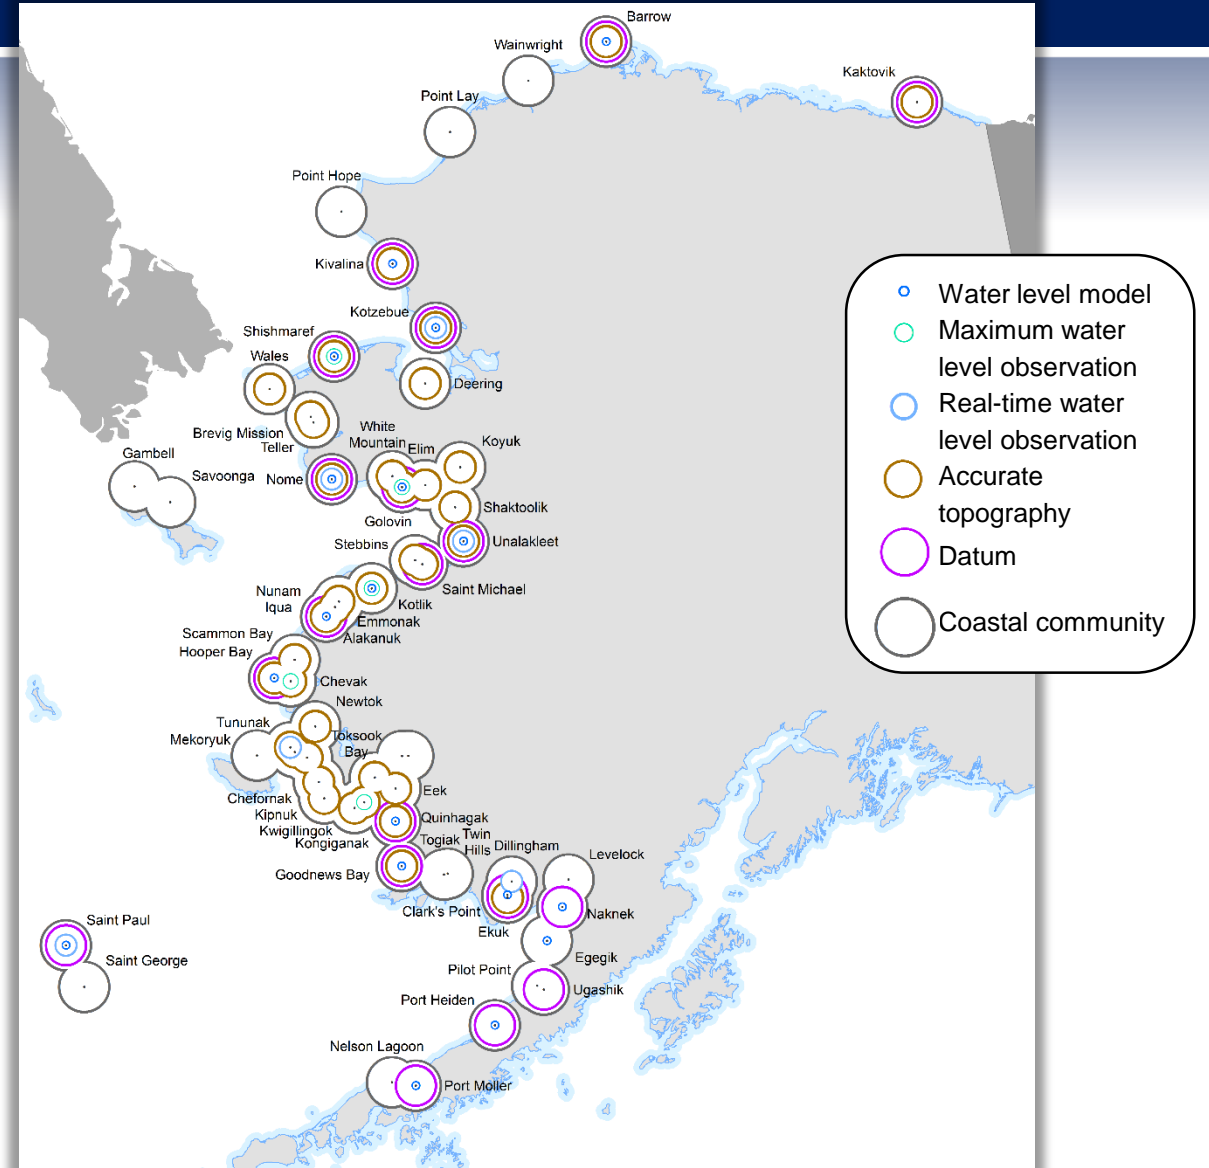 Barrow
Wainwright
Kaktovik
Point Lay
Point Hope
Kivalina
Kotzebue
Shishmaref
Wales
Deering
Brevig Mission
Teller
White
Mountain
Elim
Koyuk
Gambell
Savoonga
Nome
Golovin
Shaktoolik
Stebbins
Unalakleet
Saint Michael
Nunam
Iqua
Kotlik
Emmonak
Alakanuk
Scammon Bay
Hooper Bay
Chevak
Newtok
Tununak
Mekoryuk
Toksook
Bay
Chefornak
Kipnuk
Kwigillingok
Kongiganak
Eek
Quinhagak
Togiak
Twin
Hills
Dillingham
Levelock
Goodnews Bay
Clark's Point
Ekuk
Naknek
Egegik
Saint Paul
Saint George
Pilot Point
Ugashik
Port Heiden
Nelson Lagoon
Port Moller
Water level model
Maximum water
level observation
Real-time water
level observation
Accurate
topography
Datum
Coastal community